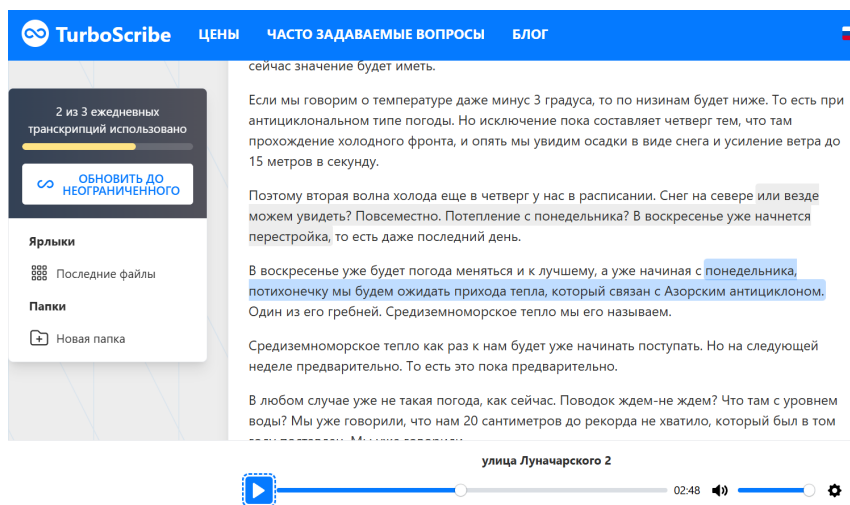 TurboScribe ЦЕНЫ ЧАСТО ЗАДАВАЕМЫЕ ВОПРОСЫ БЛОГ
2 из 3 ежедневных
транскрипций использовано
ОБНОВИТЬ ДО
НЕОГРАНИЧЕННОГО
Ярлыки
Последние файлы
Папки
Новая папка
сейчас значение будет иметь.
Если мы говорим о температуре даже минус 3 градуса, то по низинам будет ниже. То есть при
антициклональном типе погоды. Но исключение пока составляет четверг тем, что там
прохождение холодного фронта, и опять мы увидим осадки в виде снега и усиление ветра до
15 метров в секунду.
Поэтому вторая волна холода еще в четверг у нас в расписании. Снег на севере или везде
можем увидеть? Повсеместно. Потепление с понедельника? В воскресенье уже начнется
перестройка, то есть даже последний день.
В воскресенье уже будет погода меняться и к лучшему, а уже начиная с понедельника,
потихонечку мы будем ожидать прихода тепла, который связан с Азорским антициклоном.
Один из его гребней. Средиземноморское тепло мы его называем.
Средиземноморское тепло как раз к нам будет уже начинать поступать. Но на следующей
неделе предварительно. То есть это пока предварительно.
В любом случае уже не такая погода, как сейчас. Поводок ждем-не ждем? Что там с уровнем
воды? Мы уже говорили, что нам 20 сантиметров до рекорда не хватило, который был в том
улица Луначарского 2
02:48